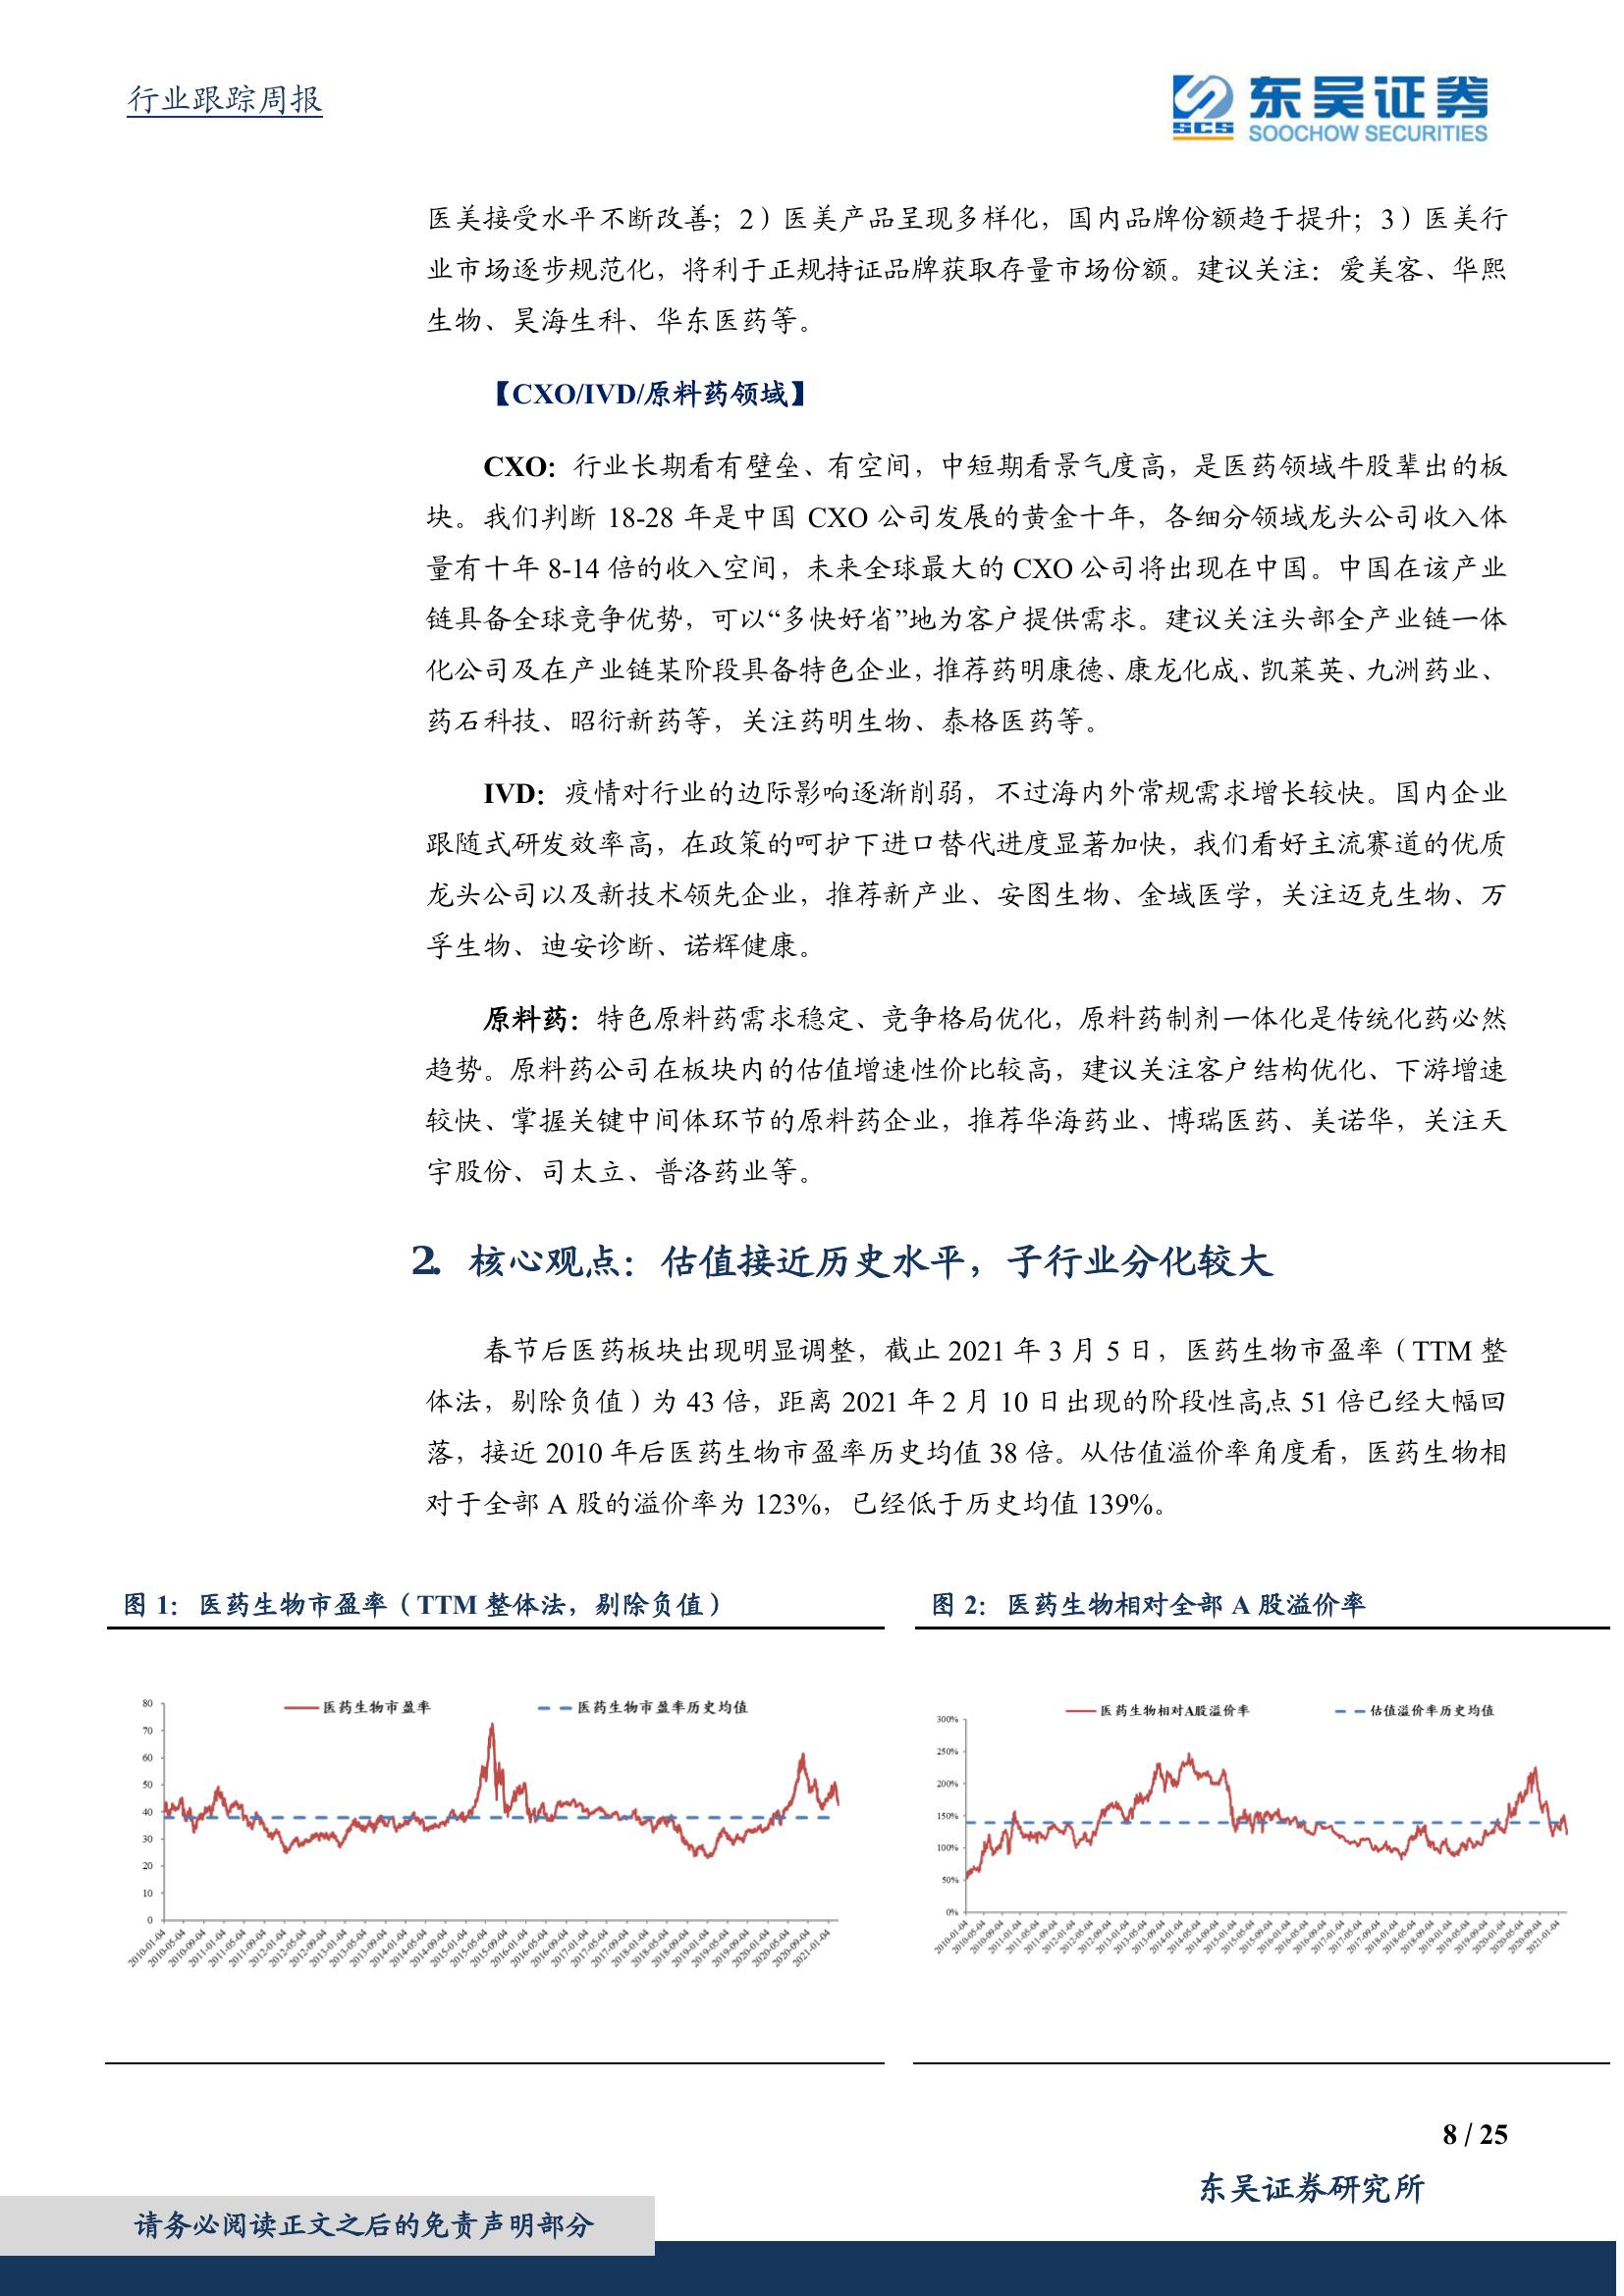 行业跟踪周报
东吴证券
SCS
SOOCHOW SECURITIES
医美接受水平不断改善；2）医美产品呈现多样化，国内品牌份额趋于提升；3）医美行
业市场逐步规范化，将利于正规持证品牌获取存量市场份额。建议关注：爱美客、华熙
生物、昊海生科、华东医药等。
【CXO/IVD/原料药领域】
CXO：行业长期看有壁垒、有空间，中短期看景气度高，是医药领域牛股辈出的板
块。我们判断 18-28 年是中国 CXO 公司发展的黄金十年，各细分领域龙头公司收入体
量有十年 8-14 倍的收入空间，未来全球最大的 CXO 公司将出现在中国。中国在该产业
链具备全球竞争优势，可以“多快好省”地为客户提供需求。建议关注头部全产业链一体
化公司及在产业链某阶段具备特色企业，推荐药明康德、康龙化成、凯莱英、九洲药业、
药石科技、昭衍新药等，关注药明生物、泰格医药等。
IVD：疫情对行业的边际影响逐渐削弱，不过海内外常规需求增长较快。国内企业
跟随式研发效率高，在政策的呵护下进口替代进度显著加快，我们看好主流赛道的优质
龙头公司以及新技术领先企业，推荐新产业、安图生物、金域医学，关注迈克生物、万
孚生物、迪安诊断、诺辉健康。
原料药：特色原料药需求稳定、竞争格局优化，原料药制剂一体化是传统化药必然
趋势。原料药公司在板块内的估值增速性价比较高，建议关注客户结构优化、下游增速
较快、掌握关键中间体环节的原料药企业，推荐华海药业、博瑞医药、美诺华，关注天
宇股份、司太立、普洛药业等。
2. 核心观点：估值接近历史水平，子行业分化较大
春节后医药板块出现明显调整，截止 2021 年 3 月 5 日，医药生物市盈率（TTM 整
体法，剔除负值）为 43 倍，距离 2021 年 2 月 10 日出现的阶段性高点 51 倍已经大幅回
落，接近 2010 年后医药生物市盈率历史均值 38 倍。从估值溢价率角度看，医药生物相
对于全部 A 股的溢价率为 123%，已经低于历史均值 139%。
图 1：医药生物市盈率（TTM 整体法，剔除负值）
医药生物市盈率 医药生物市盈率历史均值
80
70
60
50
40
30
20
10
0
2010-01-04 2010-05-04 2010-09-04 2011-01-04 2011-05-04 2011-09-04 2012-01-04 2012-05-04 2012-09-04 2013-01-04 2013-05-04 2013-09-04 2014-01-04 2014-05-04 2014-09-04 2015-01-04 2015-05-04 2015-09-04 2016-01-04 2016-05-04 2016-09-04 2017-01-04 2017-05-04 2017-09-04 2018-01-04 2018-05-04 2018-09-04 2019-01-04 2019-05-04 2019-09-04 2020-01-04 2020-05-04 2020-09-04 2021-01-04
图 2：医药生物相对全部 A 股溢价率
医药生物相对A股溢价率 估值溢价率历史均值
300%
250%
200%
150%
100%
50%
0%
2010-01-04 2010-05-04 2010-09-04 2011-01-04 2011-05-04 2011-09-04 2012-01-04 2012-05-04 2012-09-04 2013-01-04 2013-05-04 2013-09-04 2014-01-04 2014-05-04 2014-09-04 2015-01-04 2015-05-04 2015-09-04 2016-01-04 2016-05-04 2016-09-04 2017-01-04 2017-05-04 2017-09-04 2018-01-04 2018-05-04 2018-09-04 2019-01-04 2019-05-04 2019-09-04 2020-01-04 2020-05-04 2020-09-04 2021-01-04
8 / 25
东吴证券研究所
请务必阅读正文之后的免责声明部分